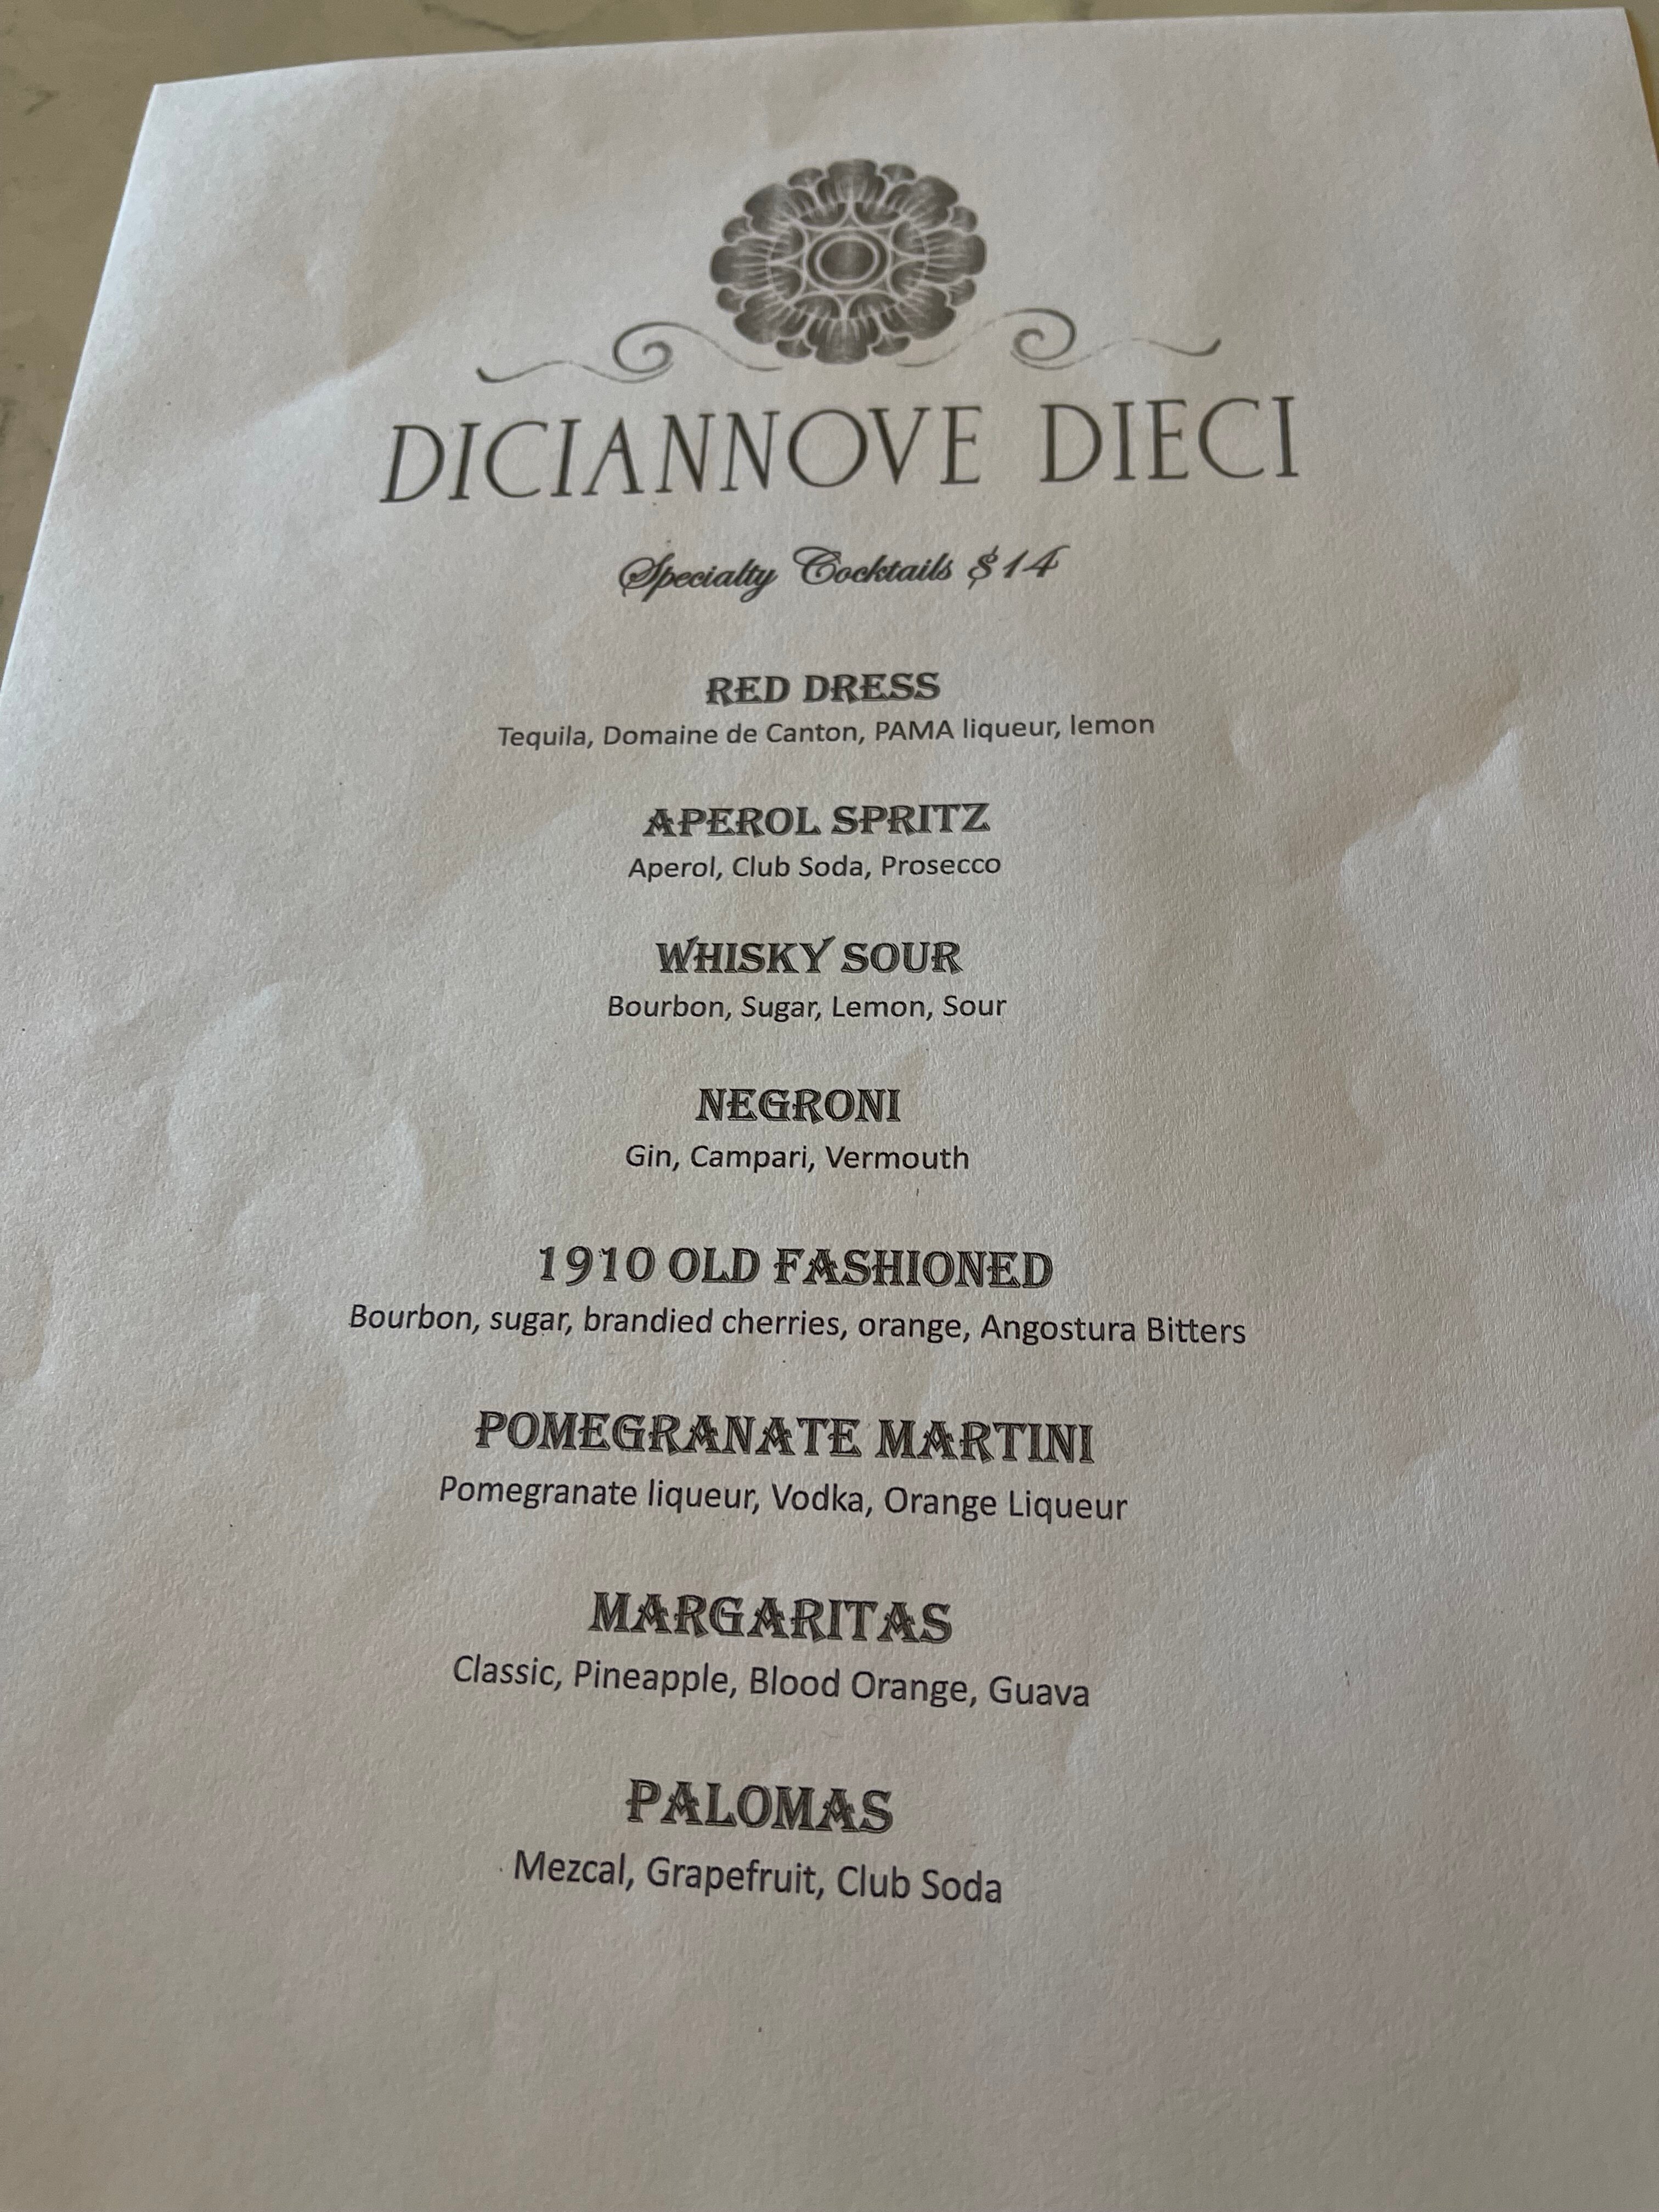 DICIANNOVE DIECI
Specialty Cocktails $14
RED DRESS
Tequila, Domaine de Canton, PAMA liqueur, lemon
APEROL SPRITZ
Aperol, Club Soda, Prosecco
WHISKY SOUR
Bourbon, Sugar, Lemon, Sour
NEGRONI
Gin, Campari, Vermouth
1910 OLD FASHIONED
Bourbon, sugar, brandied cherries, orange, Angostura Bitters
POMEGRANATE MARTINI
Pomegranate liqueur, Vodka, Orange Liqueur
MARGARITAS
Classic, Pineapple, Blood Orange, Guava
PALOMAS
Mezcal, Grapefruit, Club Soda